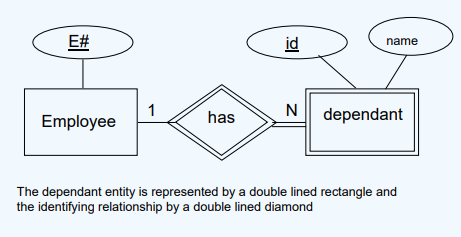 E#
id
name
Employee
1
has
N
dependant
The dependant entity is represented by a double lined rectangle and
the identifying relationship by a double lined diamond